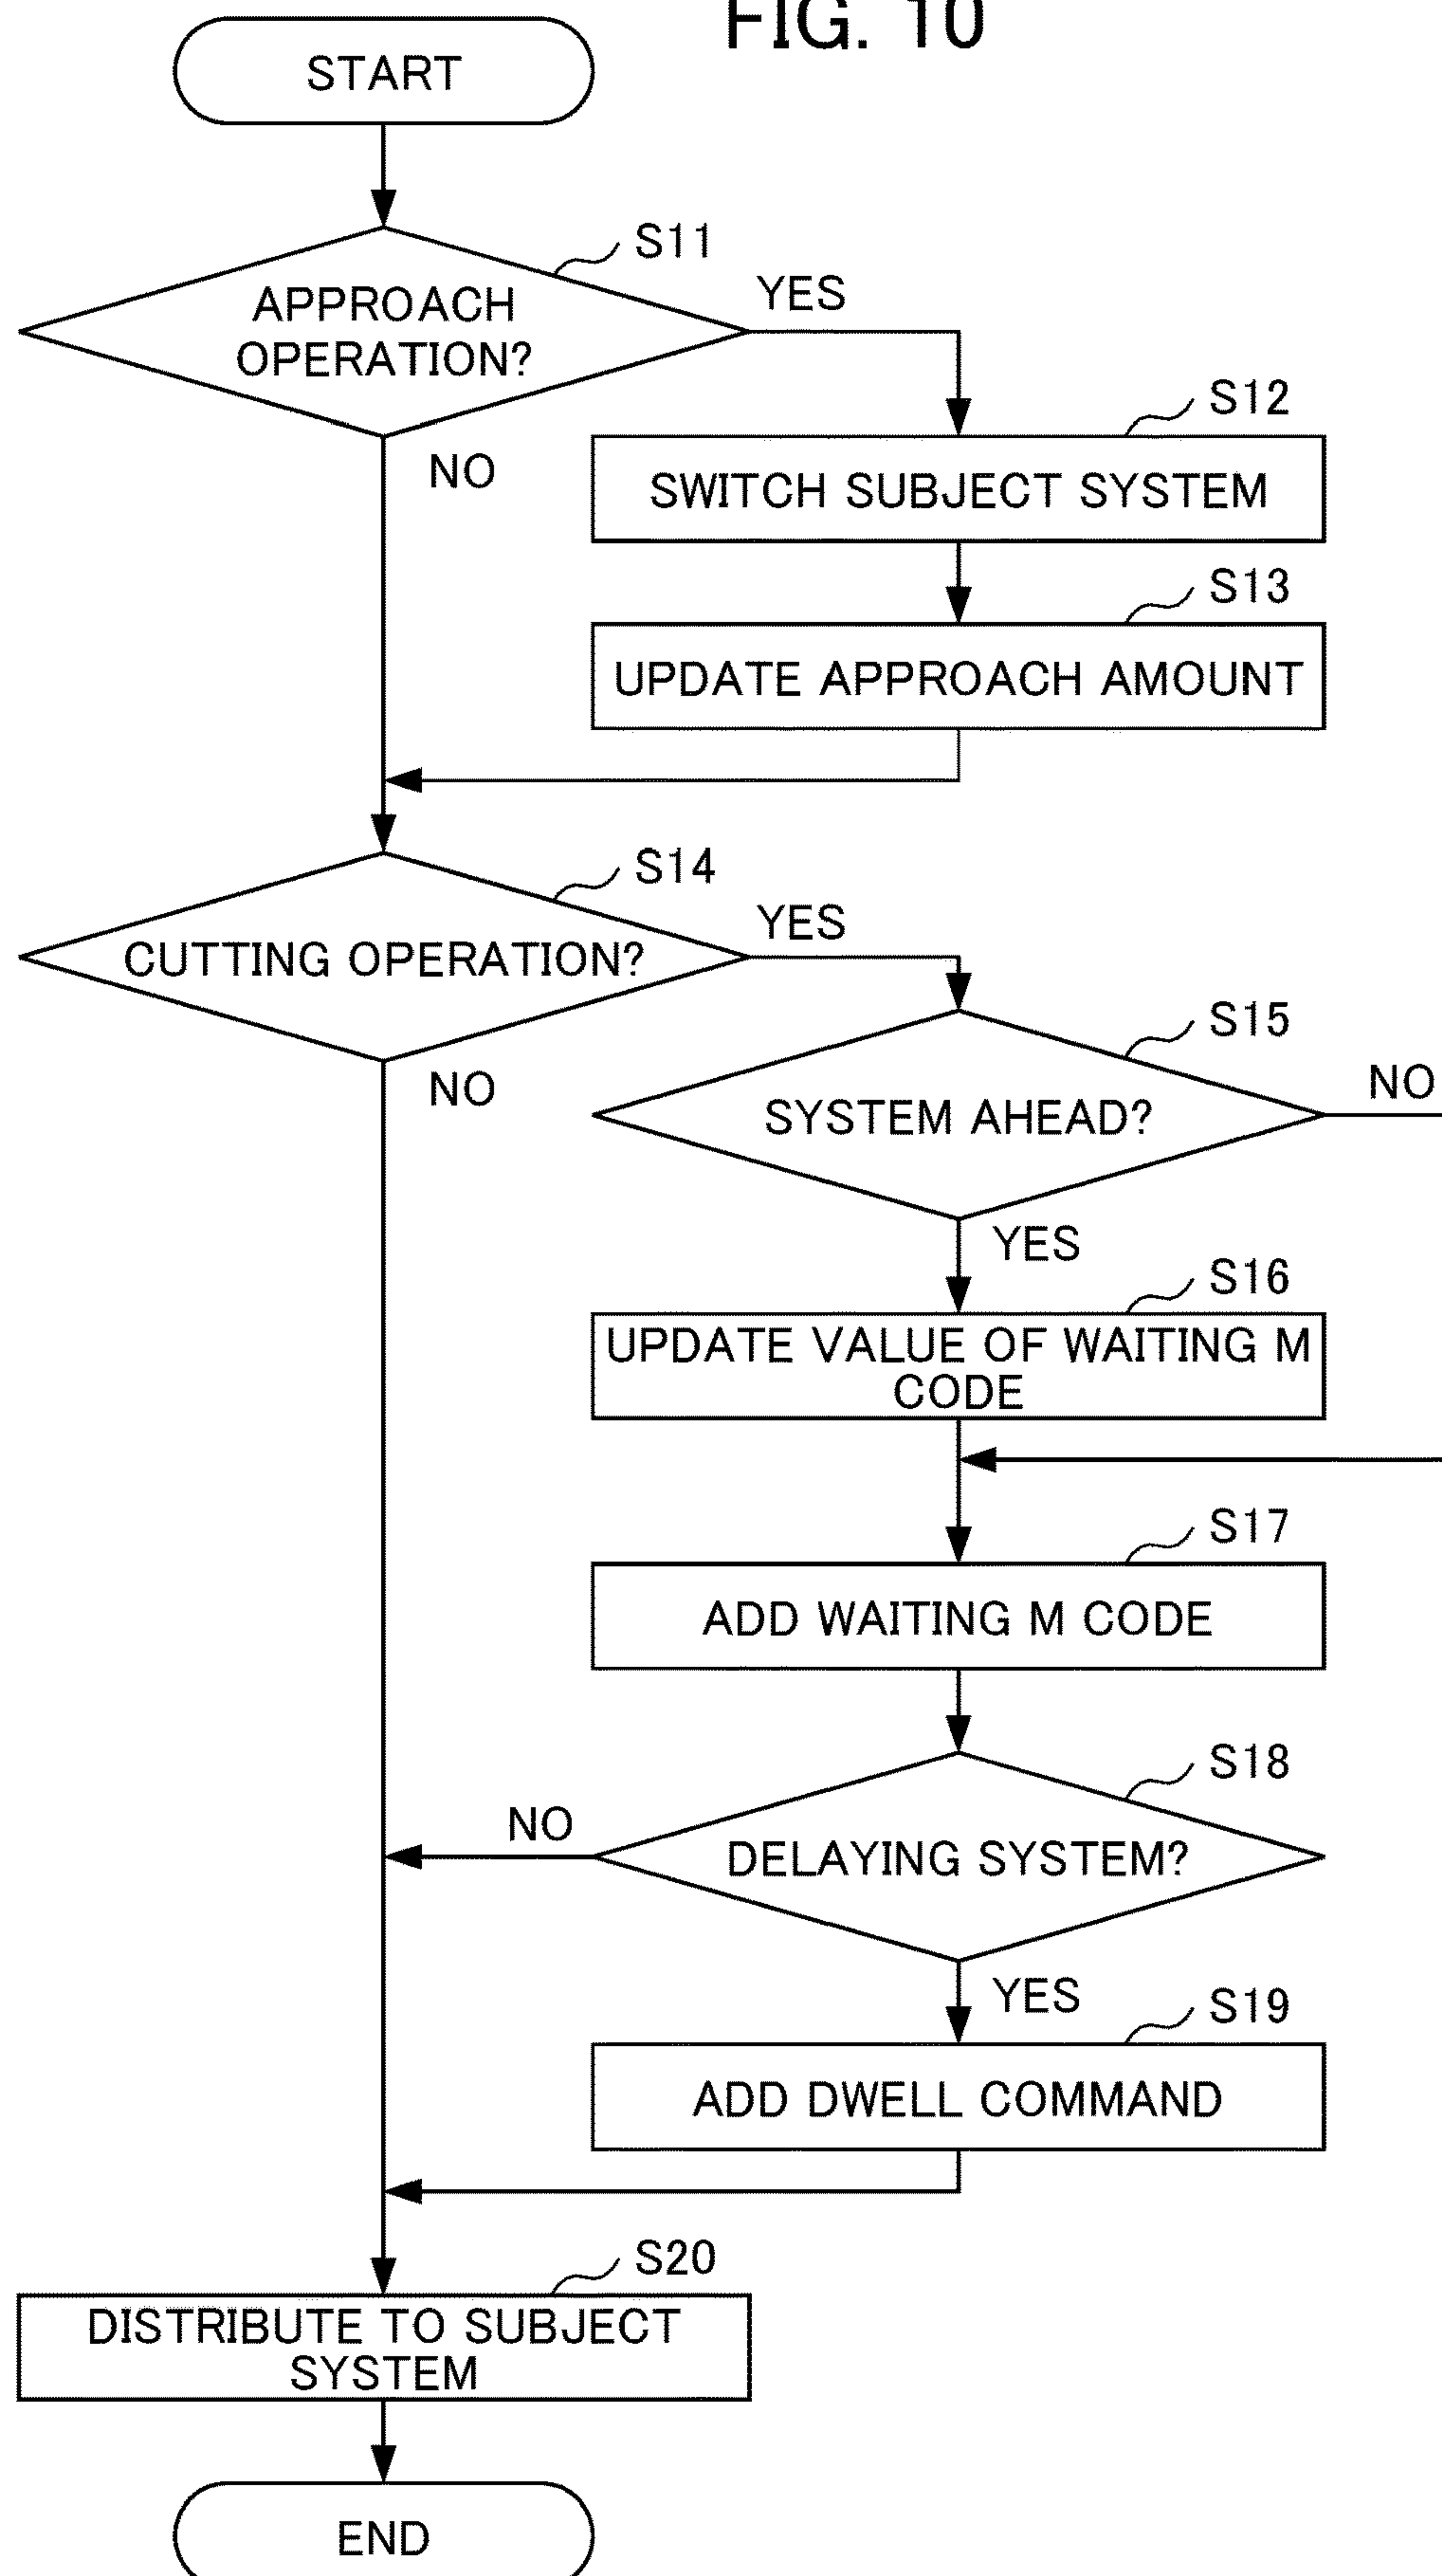 FIG. 10
START
S11
APPROACH
OPERATION?
YES
NO
S12
SWITCH SUBJECT SYSTEM
S13
UPDATE APPROACH AMOUNT
S14
CUTTING OPERATION?
YES
NO
S15
SYSTEM AHEAD?
NO
YES
S16
UPDATE VALUE OF WAITING M
CODE
S17
ADD WAITING M CODE
S18
DELAYING SYSTEM?
NO
YES
S19
ADD DWELL COMMAND
S20
DISTRIBUTE TO SUBJECT
SYSTEM
END